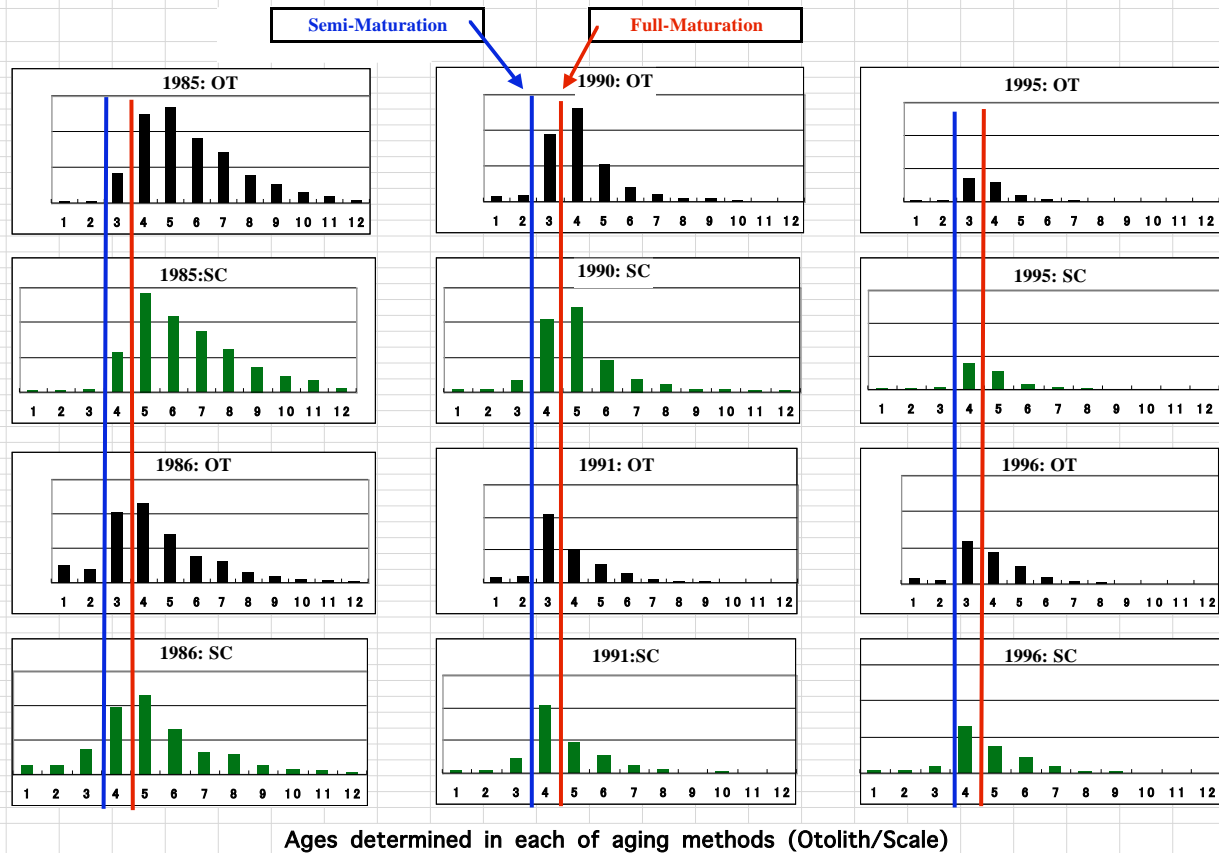 Semi-Maturation
Full-Maturation
1985: OT
1 2 3 4 5 6 7 8 9 10 11 12
1990: OT
1 2 3 4 5 6 7 8 9 10 11 12
1995: OT
1 2 3 4 5 6 7 8 9 10 11 12
1985:SC
1 2 3 4 5 6 7 8 9 10 11 12
1990: SC
1 2 3 4 5 6 7 8 9 10 11 12
1995: SC
1 2 3 4 5 6 7 8 9 10 11 12
1986: OT
1 2 3 4 5 6 7 8 9 10 11 12
1991: OT
1 2 3 4 5 6 7 8 9 10 11 12
1996: OT
1 2 3 4 5 6 7 8 9 10 11 12
1986: SC
1 2 3 4 5 6 7 8 9 10 11 12
1991:SC
1 2 3 4 5 6 7 8 9 10 11 12
1996: SC
1 2 3 4 5 6 7 8 9 10 11 12
Ages determined in each of aging methods (Otolith/Scale)